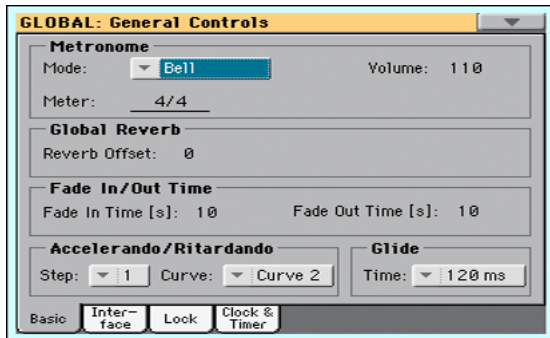 GLOBAL: General Controls
Metronome
Mode: Bell Volume: 110
Meter: 4/4
Global Reverb
Reverb Offset: 0
Fade In/Out Time
Fade In Time [s]: 10 Fade Out Time [s]: 10
Accelerando/Ritardando Glide
Step: 1 Curve: Curve 2 Time: 120 ms
Basic Inter-face Lock Clock & Timer